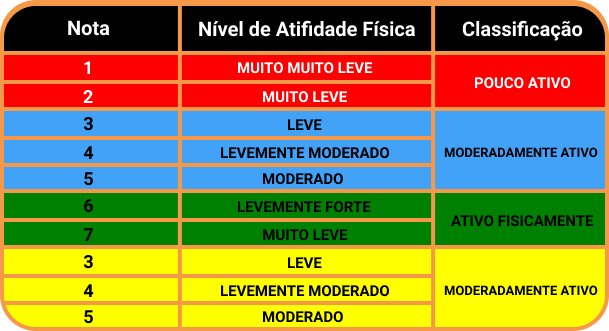 Nota Nível de Atifidade Física Classificação
1 MUITO MUITO LEVE
POUCO ATIVO
2 MUITO LEVE
3 LEVE
4 LEVEMENTE MODERADO MODERADAMENTE ATIVO
5 MODERADO
6 LEVEMENTE FORTE
ATIVO FISICAMENTE
7 MUITO LEVE
3 LEVE
4 LEVEMENTE MODERADO MODERADAMENTE ATIVO
5 MODERADO